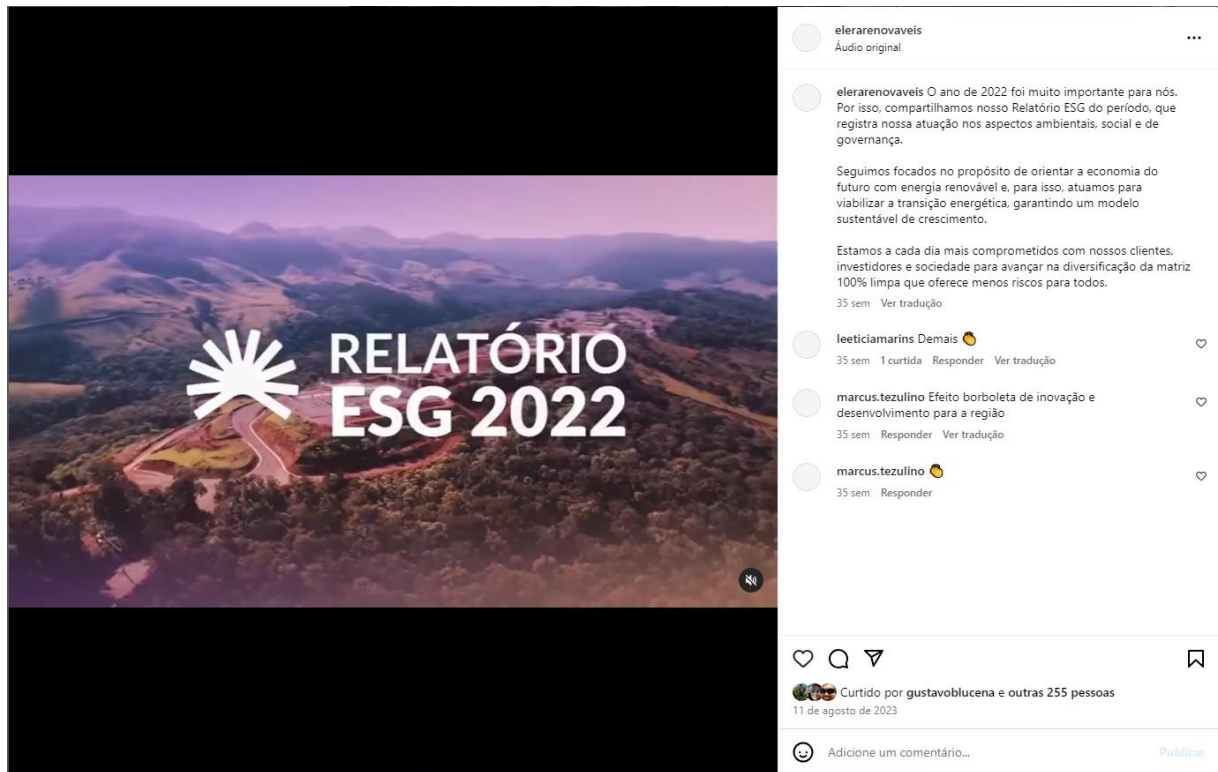 RELATÓRIO
ESG 2022
elerarenovaveis
Áudio original
elerarenovaveis O ano de 2022 foi muito importante para nós.
Por isso, compartilhamos nosso Relatório ESG do período, que
registra nossa atuação nos aspectos ambientais, social e de
governança.
Seguimos focados no propósito de orientar a economia do
futuro com energia renovável e, para isso, atuamos para
viabilizar a transição energética, garantindo um modelo
sustentável de crescimento.
Estamos a cada dia mais comprometidos com nossos clientes,
investidores e sociedade para avançar na diversificação da matriz
100% limpa que oferece menos riscos para todos.
35 sem Ver tradução
leeticiamarins Demais 👏
35 sem 1 curtida Responder Ver tradução
marcus.tezulino Efeito borboleta de inovação e
desenvolvimento para a região
35 sem Responder Ver tradução
marcus.tezulino 👏
35 sem Responder
Curtido por gustavoblucena e outras 255 pessoas
11 de agosto de 2023
Adicione um comentário...
Publicar